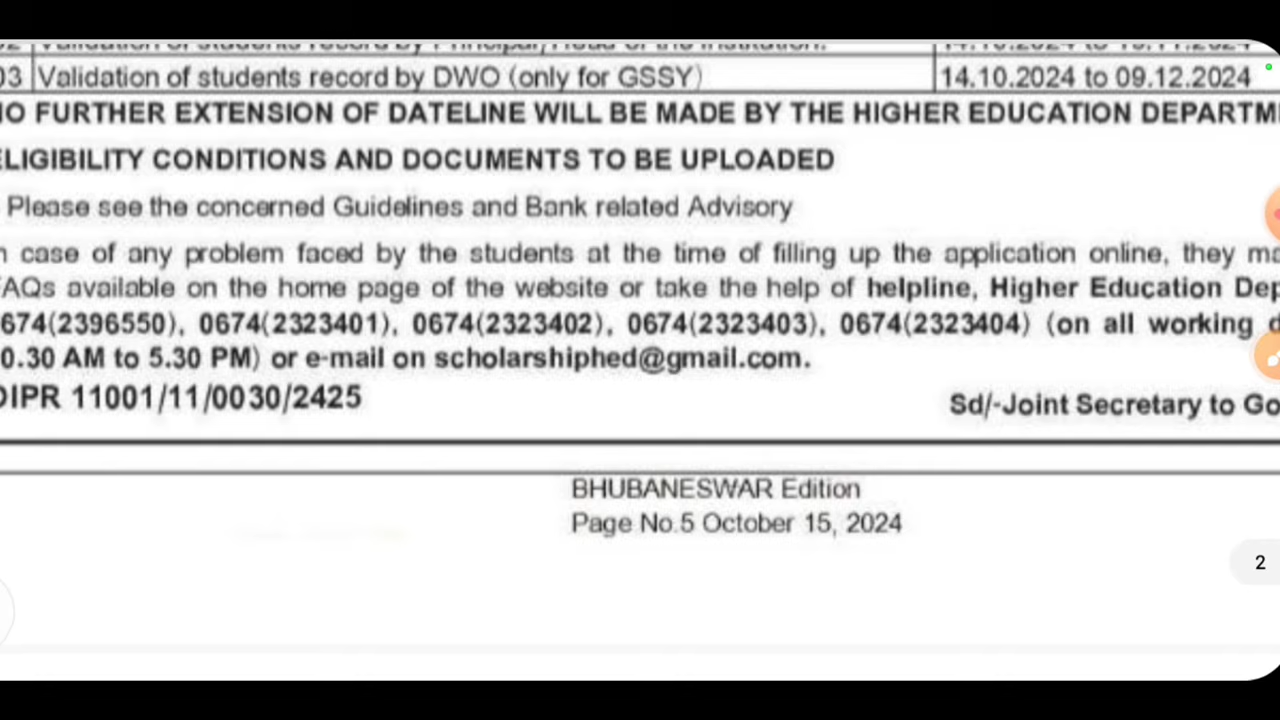 03 Validation of students record by DWO (only for GSSY) 14.10.2024 to 09.12.2024
NO FURTHER EXTENSION OF DATELINE WILL BE MADE BY THE HIGHER EDUCATION DEPARTM
ELIGIBILITY CONDITIONS AND DOCUMENTS TO BE UPLOADED
Please see the concerned Guidelines and Bank related Advisory
n case of any problem faced by the students at the time of filling up the application online, they ma
FAQs available on the home page of the website or take the help of helpline, Higher Education Dep
674(2396550), 0674(2323401), 0674(2323402), 0674(2323403), 0674(2323404) (on all working d
0.30 AM to 5.30 PM) or e-mail on scholarshiphed@gmail.com.
OIPR 11001/11/0030/2425
Sd/-Joint Secretary to Go
BHUBANESWAR Edition
Page No.5 October 15, 2024
2